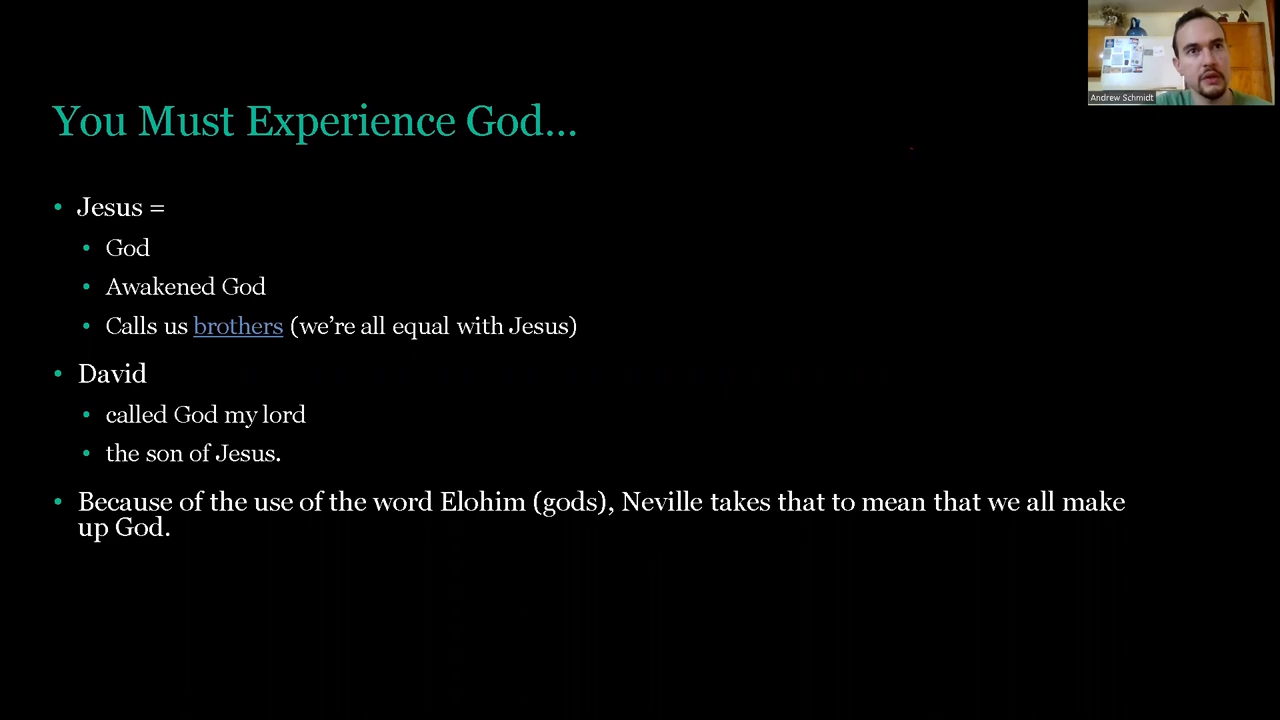 Andrew Schmidt
You Must Experience God...
• Jesus =
• God
• Awakened God
• Calls us brothers (we’re all equal with Jesus)
• David
• called God my lord
• the son of Jesus.
• Because of the use of the word Elohim (gods), Neville takes that to mean that we all make
up God.